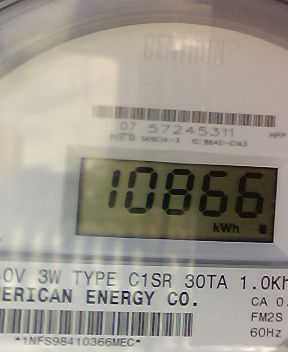 CENTRON®
07 57245311
10866
kWh
0V 3W TYPE C1SR 30TA 1.0Kh
ERICAN ENERGY CO.
CA 0.
FM2S
60Hz
*1NFS98410366MEC*